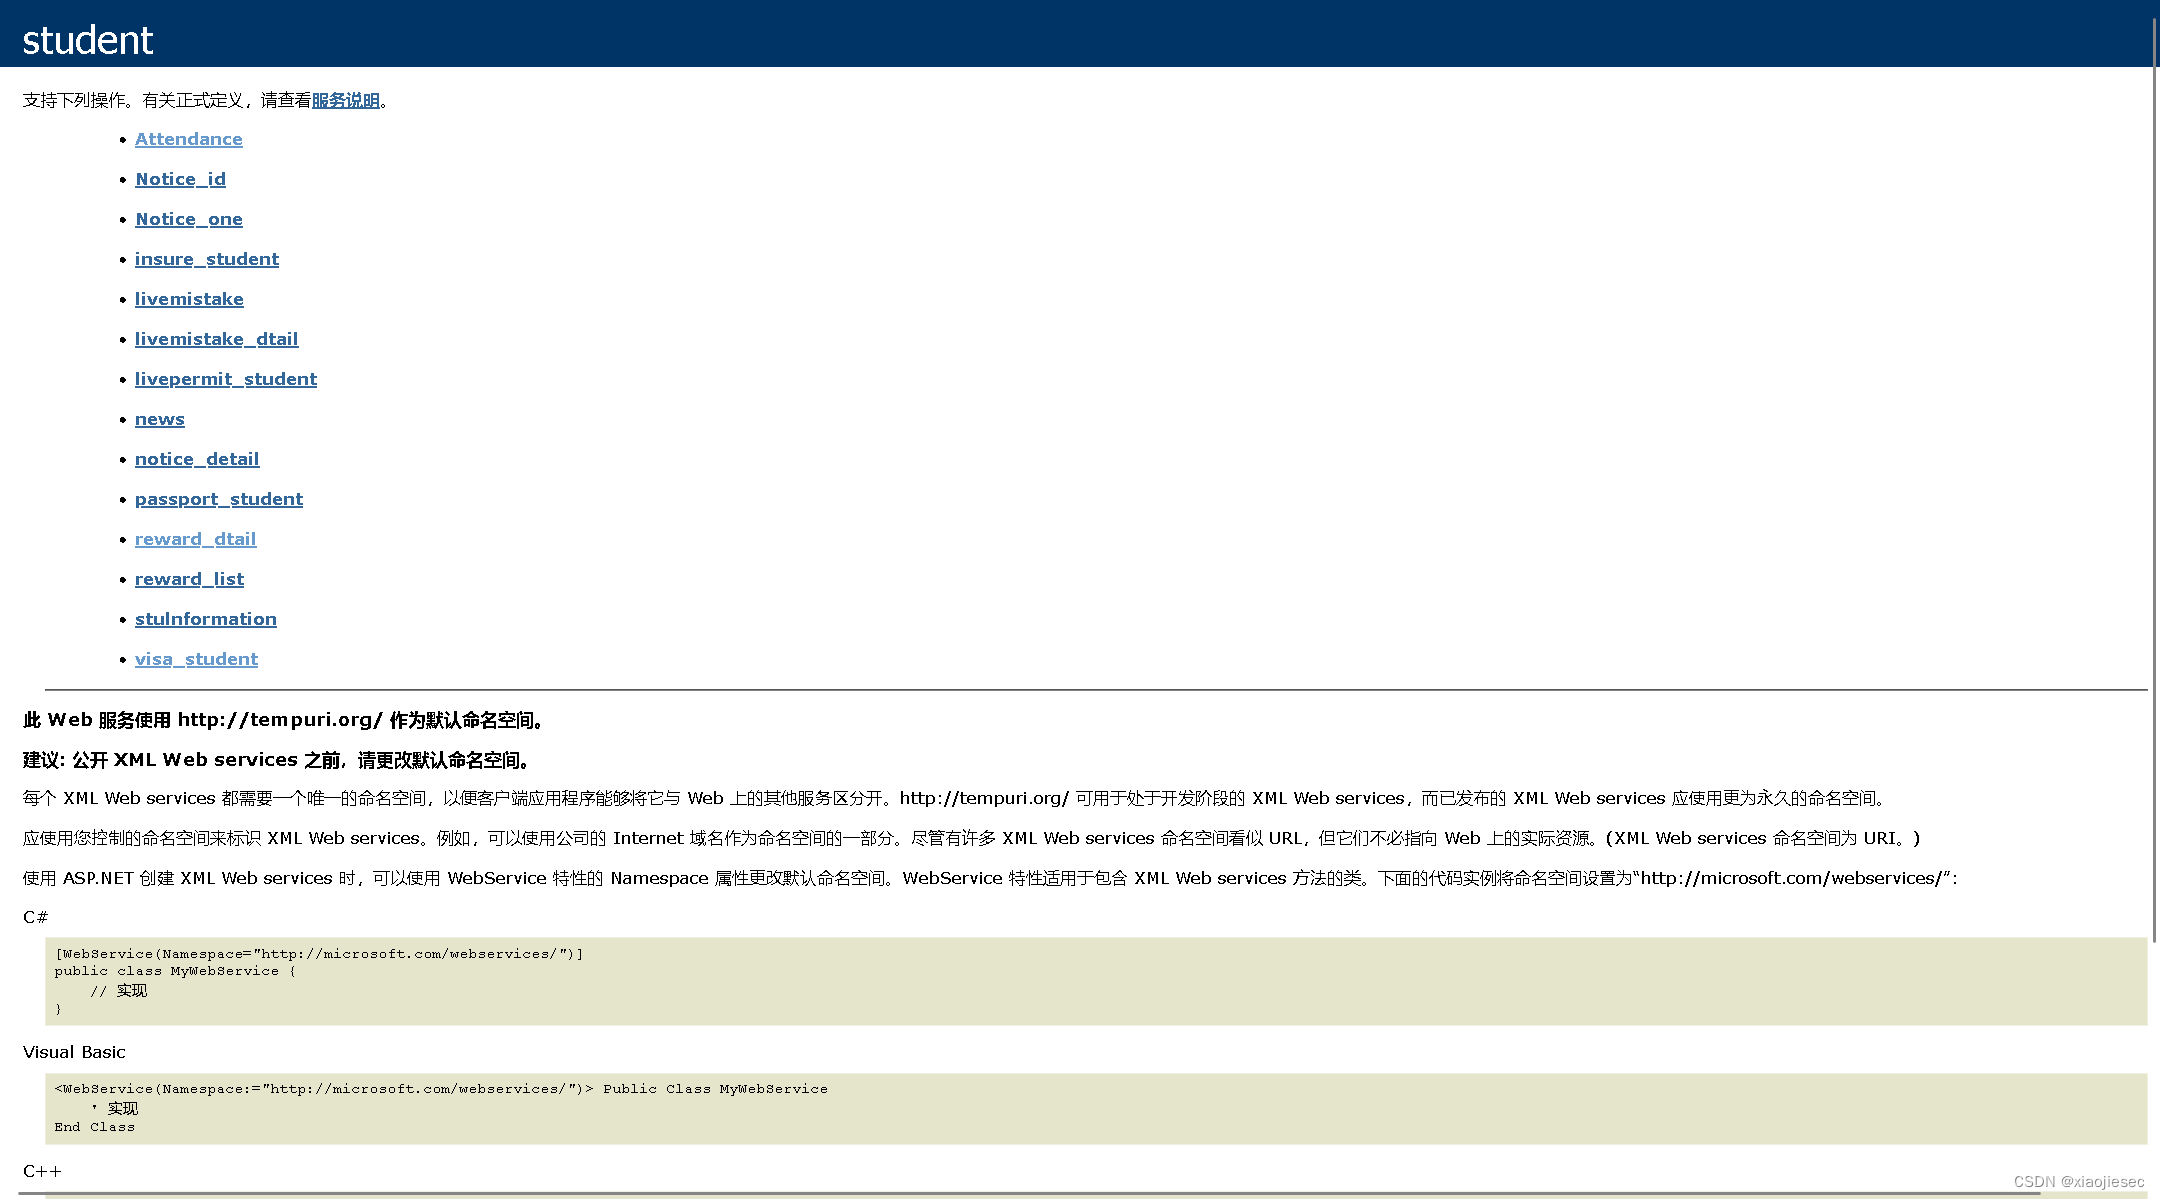 student
支持下列操作。有关正式定义，请查看服务说明。
Attendance
Notice_id
Notice_one
insure_student
livemistake
livemistake_dtail
livepermit_student
news
notice_detail
passport_student
reward_dtail
reward_list
stuInformation
visa_student
此 Web 服务使用 http://tempuri.org/ 作为默认命名空间。
建议: 公开 XML Web services 之前，请更改默认命名空间。
每个 XML Web services 都需要一个唯一的命名空间，以便客户端应用程序能够将它与 Web 上的其他服务区分开。http://tempuri.org/ 可用于处于开发阶段的 XML Web services，而已发布的 XML Web services 应使用更为永久的命名空间。
应使用您控制的命名空间来标识 XML Web services。例如，可以使用公司的 Internet 域名作为命名空间的一部分。尽管有许多 XML Web services 命名空间看似 URL，但它们不必指向 Web 上的实际资源。(XML Web services 命名空间为 URI。)
使用 ASP.NET 创建 XML Web services 时，可以使用 WebService 特性的 Namespace 属性更改默认命名空间。WebService 特性适用于包含 XML Web services 方法的类。下面的代码实例将命名空间设置为“http://microsoft.com/webservices/”:
C#
[WebService(Namespace="http://microsoft.com/webservices/")]
public class MyWebService {
    // 实现
}
Visual Basic
<WebService(Namespace:="http://microsoft.com/webservices/")> Public Class MyWebService
    ' 实现
End Class
C++
CSDN @xiaojiesec